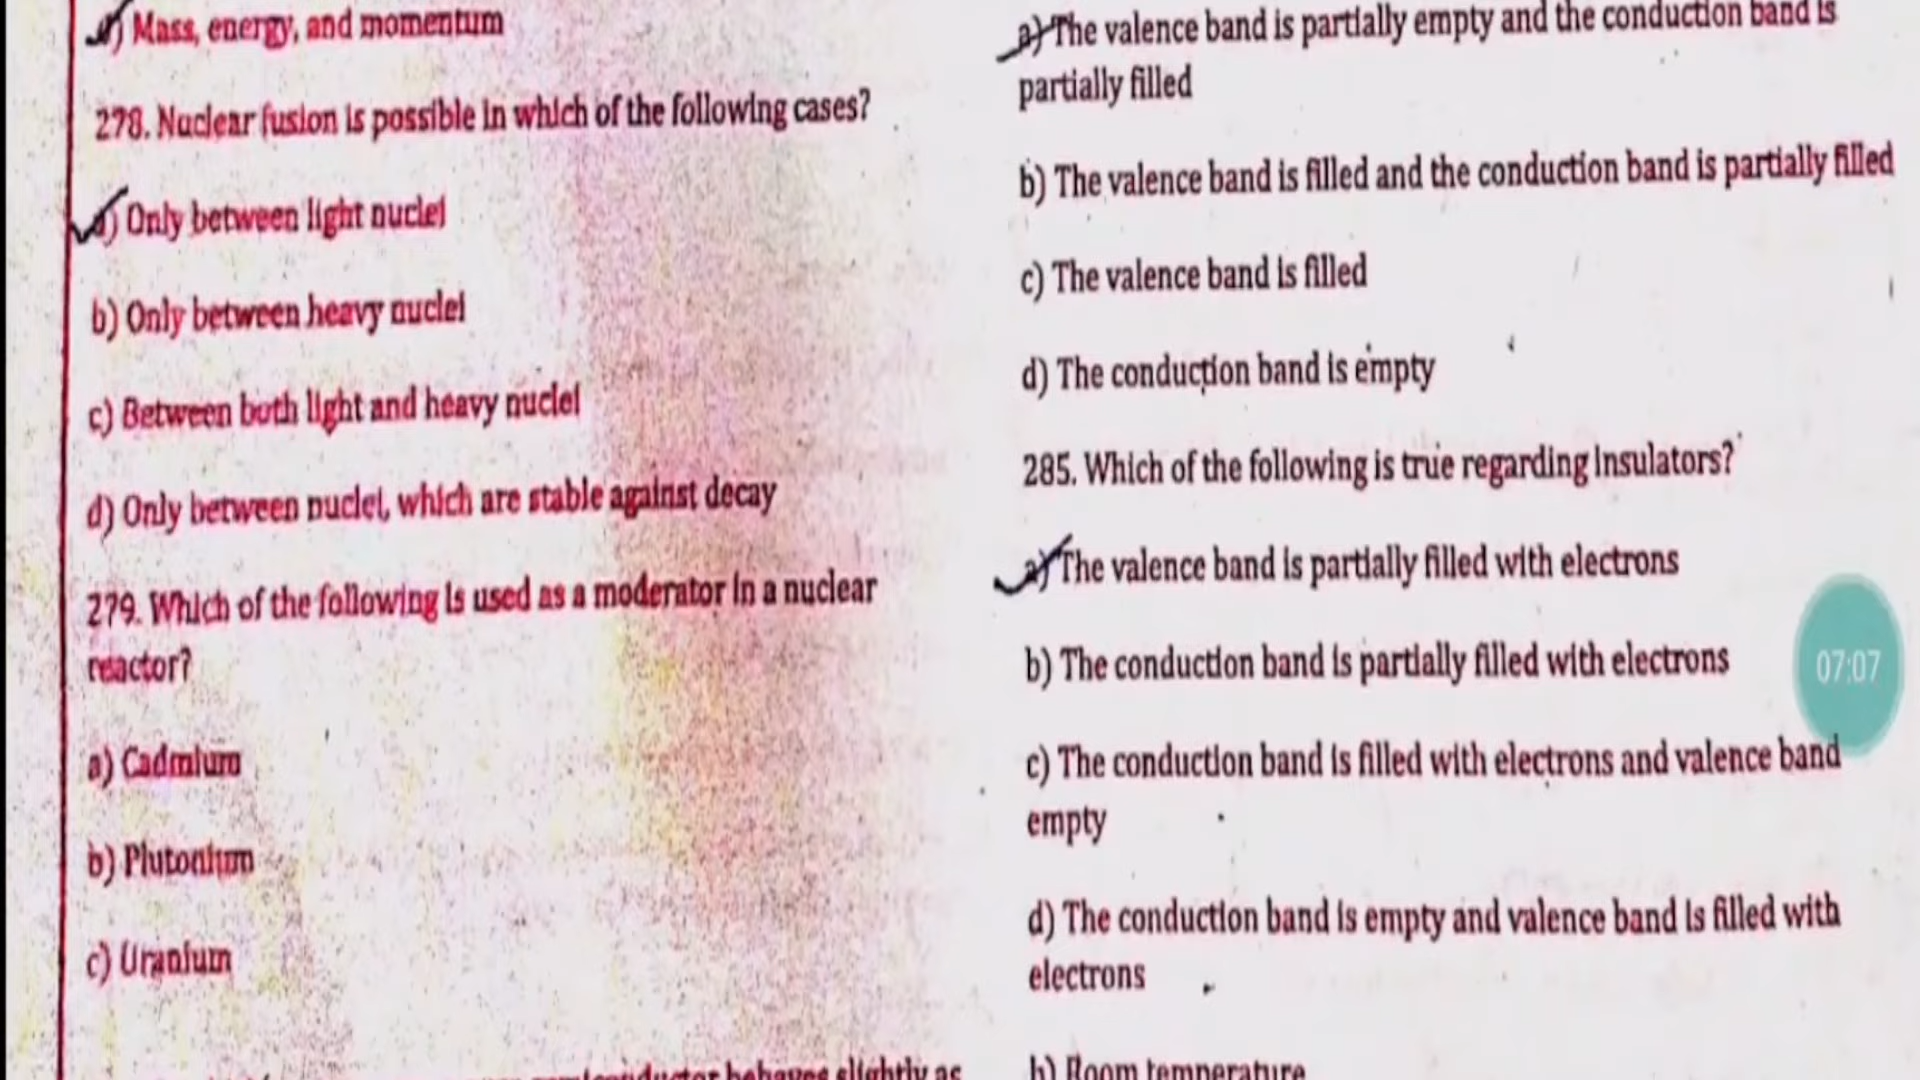 d) Mass, energy, and momentum
278. Nuclear fusion is possible in which of the following cases?
a) Only between light nuclei
b) Only between heavy nuclei
c) Between both light and heavy nuclei
d) Only between nuclei, which are stable against decay
279. Which of the following is used as a moderator in a nuclear
reactor?
a) Cadmium
b) Plutonium
c) Uranium
semiconductor behaves slightly as
a) The valence band is partially empty and the conduction band is
partially filled
b) The valence band is filled and the conduction band is partially filled
c) The valence band is filled
d) The conduction band is empty
285. Which of the following is true regarding insulators?
a) The valence band is partially filled with electrons
b) The conduction band is partially filled with electrons
c) The conduction band is filled with electrons and valence band
empty
d) The conduction band is empty and valence band is filled with
electrons
b) Room temperature
07:07